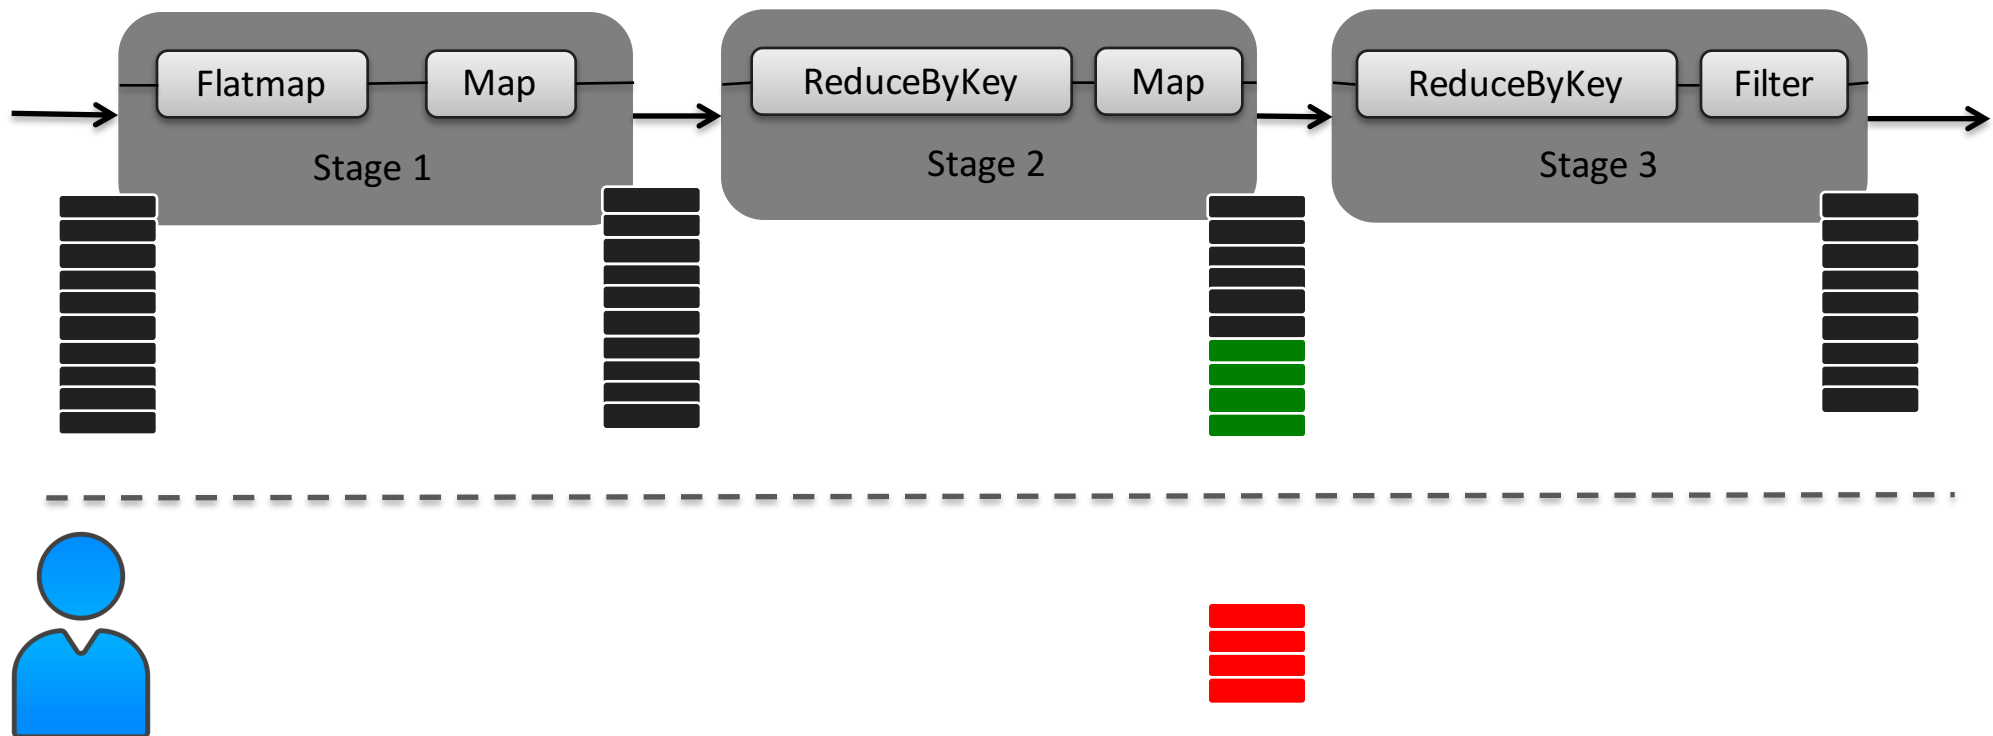 Flatmap
Map
Stage 1
ReduceByKey
Map
Stage 2
ReduceByKey
Filter
Stage 3